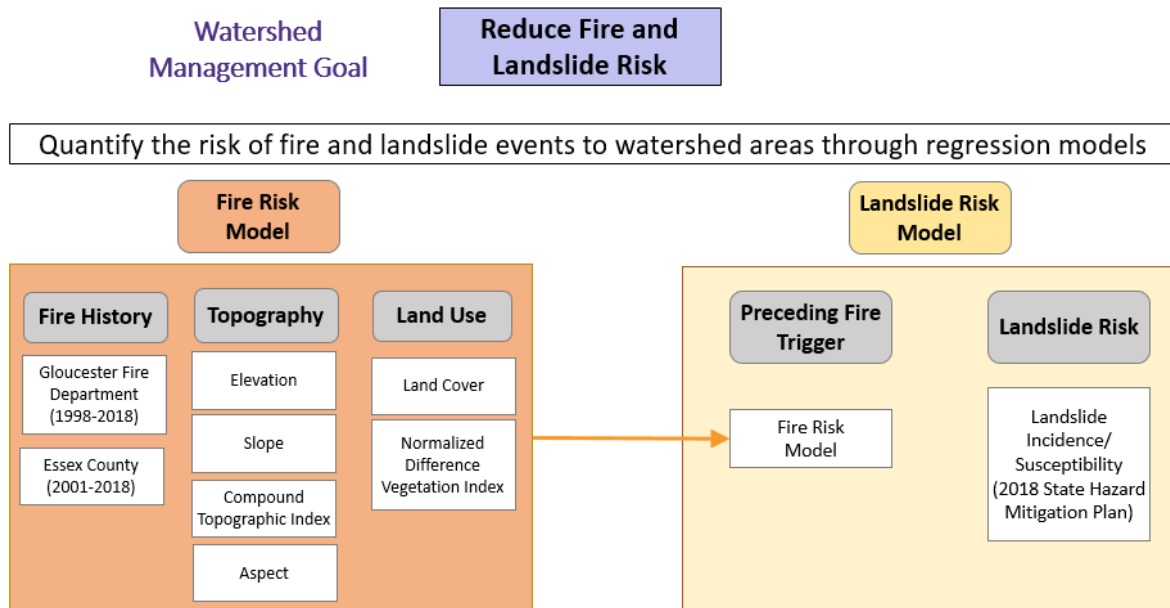 Watershed
Management Goal
Reduce Fire and
Landslide Risk
Quantify the risk of fire and landslide events to watershed areas through regression models
Fire Risk
Model
Fire History
Gloucester Fire
Department
(1998-2018)
Essex County
(2001-2018)
Topography
Elevation
Slope
Compound
Topographic Index
Aspect
Land Use
Land Cover
Normalized
Difference
Vegetation Index
Landslide Risk
Model
Preceding Fire
Trigger
Fire Risk
Model
Landslide Risk
Landslide
Incidence/
Susceptibility
(2018 State Hazard
Mitigation Plan)